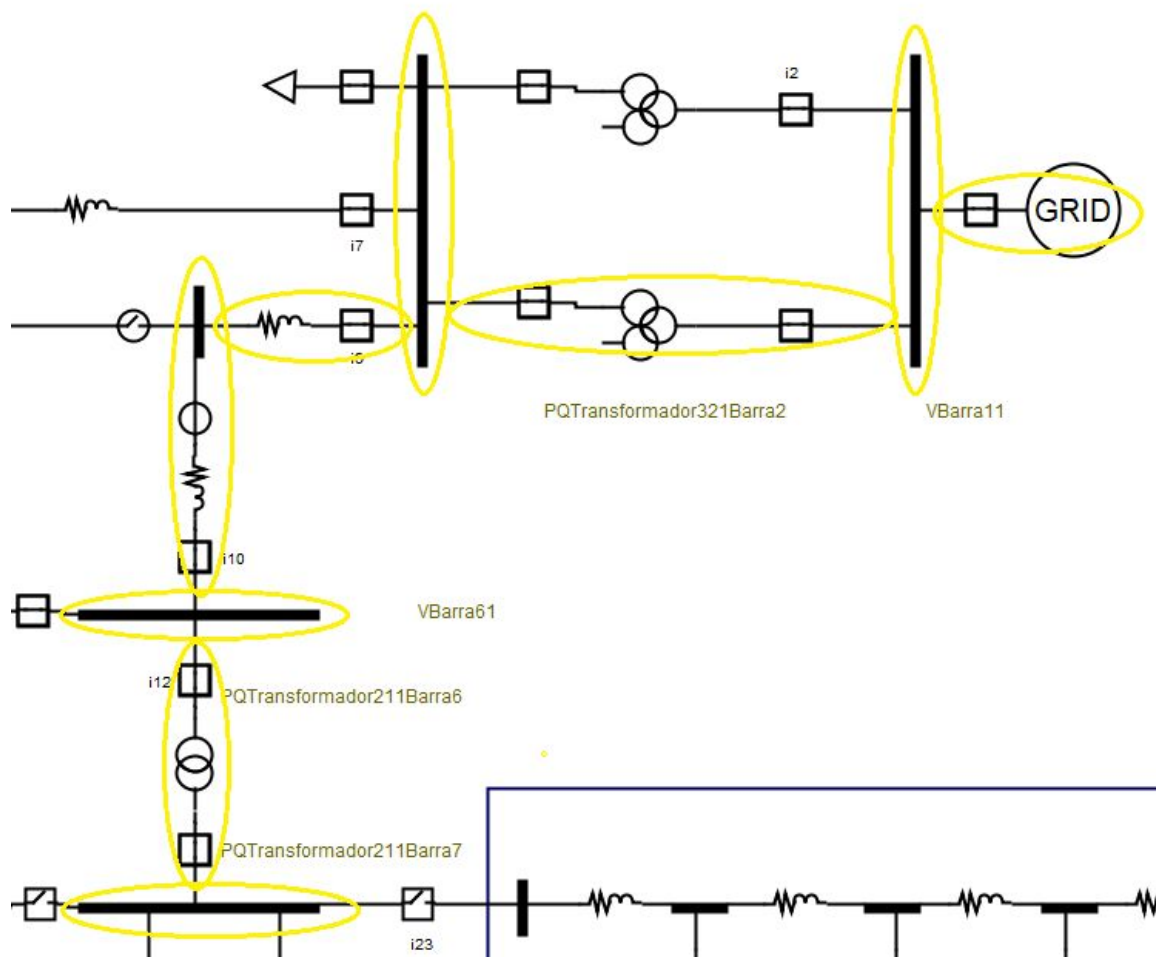 i2
GRID
i7
PQTransformador321Barra2
VBarra11
i10
VBarra61
i12
PQTransformador211Barra6
PQTransformador211Barra7
i23